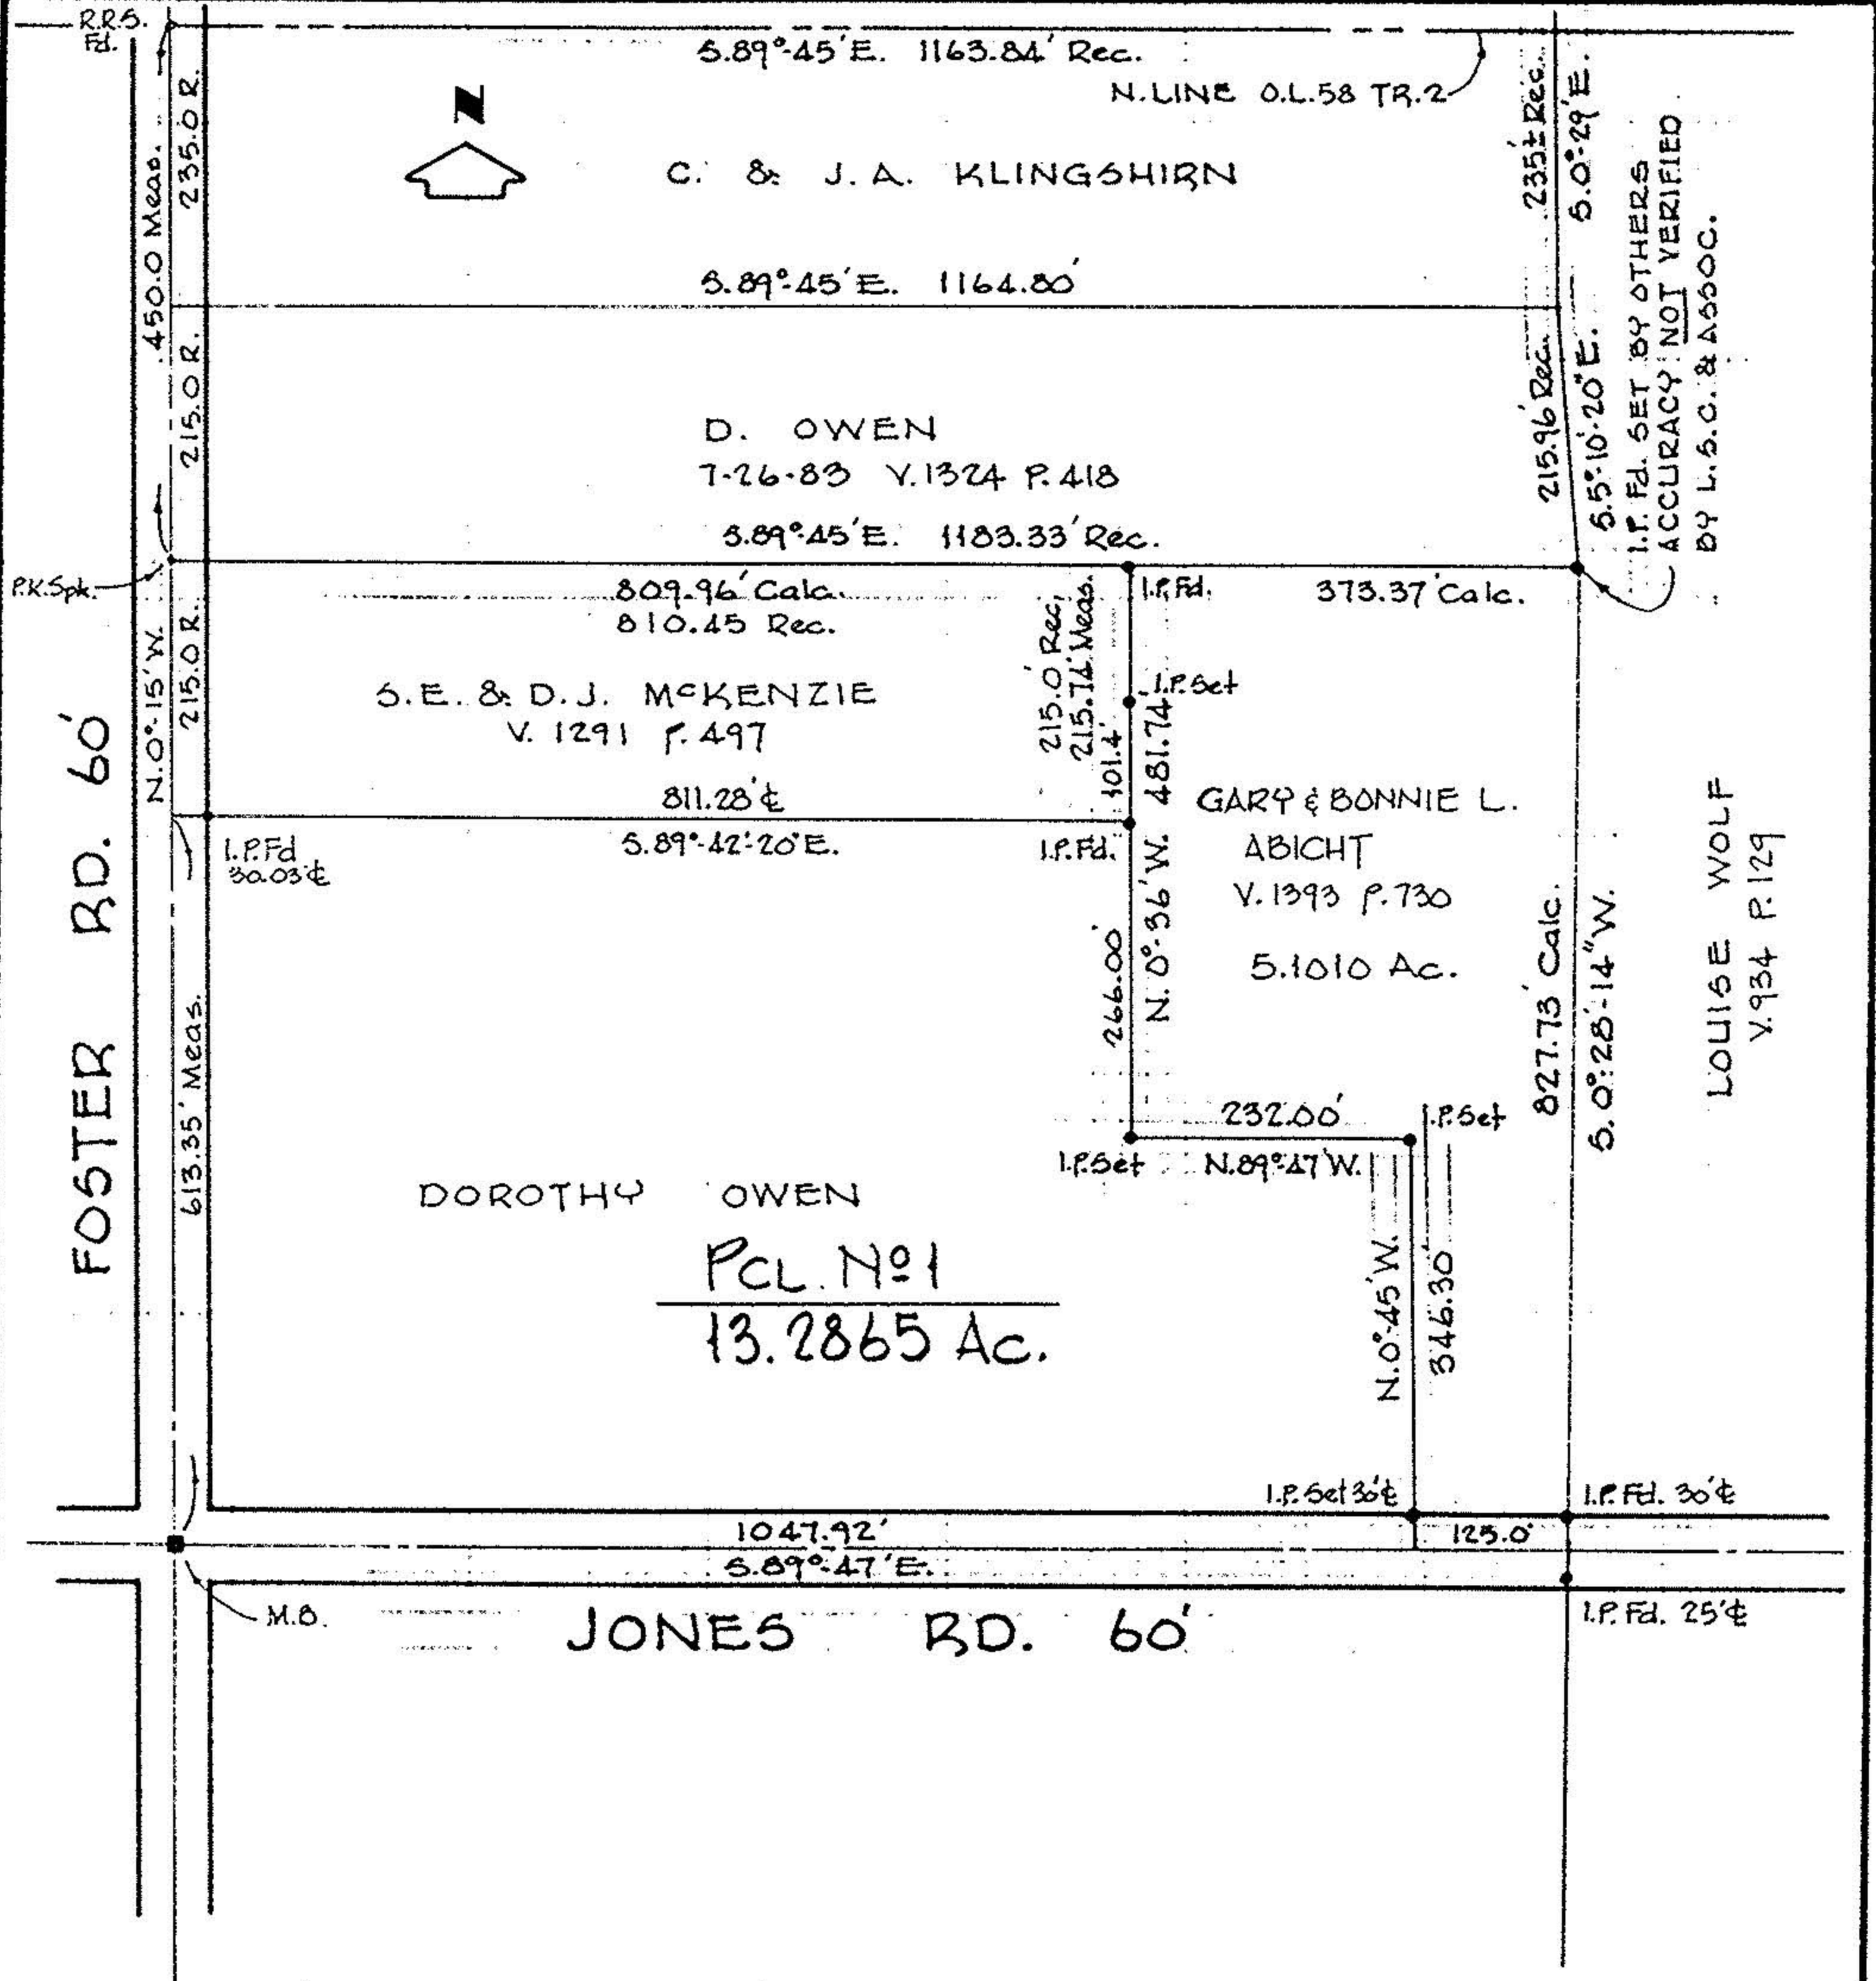 R.R.S.
Fd.
S.89°-45'E. 1163.84' Rec.
N.LINE O.L.58 TR.2
N
C. & J.A. KLINGSHIRN
450.0 Meas.
235.0 R.
235'± Rec.
S.0°-29'E.
S.89°-45'E. 1164.80'
I.P. Fd. SET BY OTHERS
ACCURACY NOT VERIFIED
BY L.S.C. & ASSOC.
215.0 R.
215.96' Rec.
S.5°-10'-20"E.
D. OWEN
7-26-83 V.1324 P.418
S.89°-45'E. 1183.33' Rec.
P.K.Spk.
809.96' Calc.
810.45 Rec.
I.P. Fd.
373.37' Calc.
N.0°-15'W.
215.0 R.
215.0' Rec,
215.74' Meas.
S.E. & D.J. McKENZIE
V. 1291 P. 497
I.P. Set
101.4'
481.74'
N.0°-36'W.
811.28' ℄
S.89°-42'-20"E.
I.P. Fd
30.03 ℄
I.P. Fd.
GARY & BONNIE L.
ABICHT
V. 1393 P. 730
5.1010 Ac.
FOSTER RD. 60'
613.35' Meas.
266.00'
827.73' Calc.
S.0°-28'-14"W.
LOUISE WOLF
V.934 P.129
232.00'
I.P. Set
I.P. Set
N.89°-47'W.
DOROTHY OWEN
PCL. Nº 1
13.2865 Ac.
N.0°-45'W.
346.30'
I.P. Set 30' ℄
I.P. Fd. 30' ℄
1047.92'
125.0'
S.89°-47'E.
M.B.
JONES RD. 60'
I.P. Fd. 25' ℄